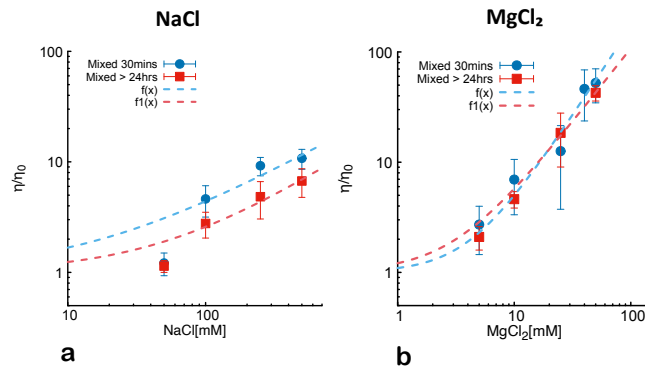 NaCl
MgCl₂
100
10
1
η/η0
Mixed 30mins
Mixed > 24hrs
f(x)
f1(x)
10
100
NaCl[mM]
a
100
10
1
η/η0
Mixed 30mins
Mixed > 24hrs
f(x)
f1(x)
1
10
100
MgCl2[mM]
b